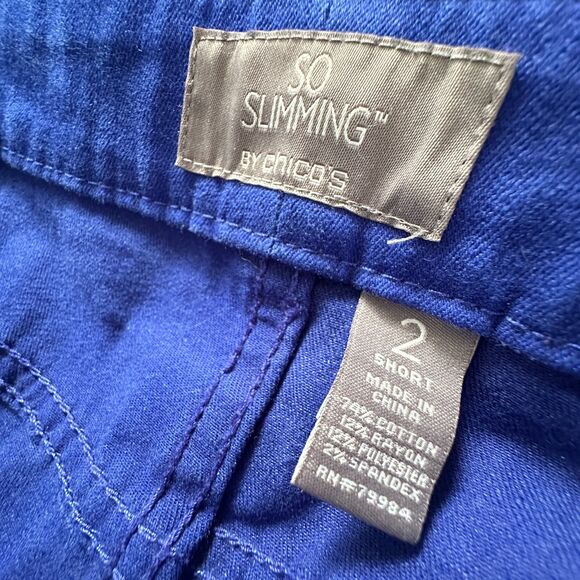 SO
SLIMMING™
BY chico's
2
SHORT
MADE IN
CHINA
74% COTTON
12% RAYON
12% POLYESTER
2% SPANDEX
RN#79984